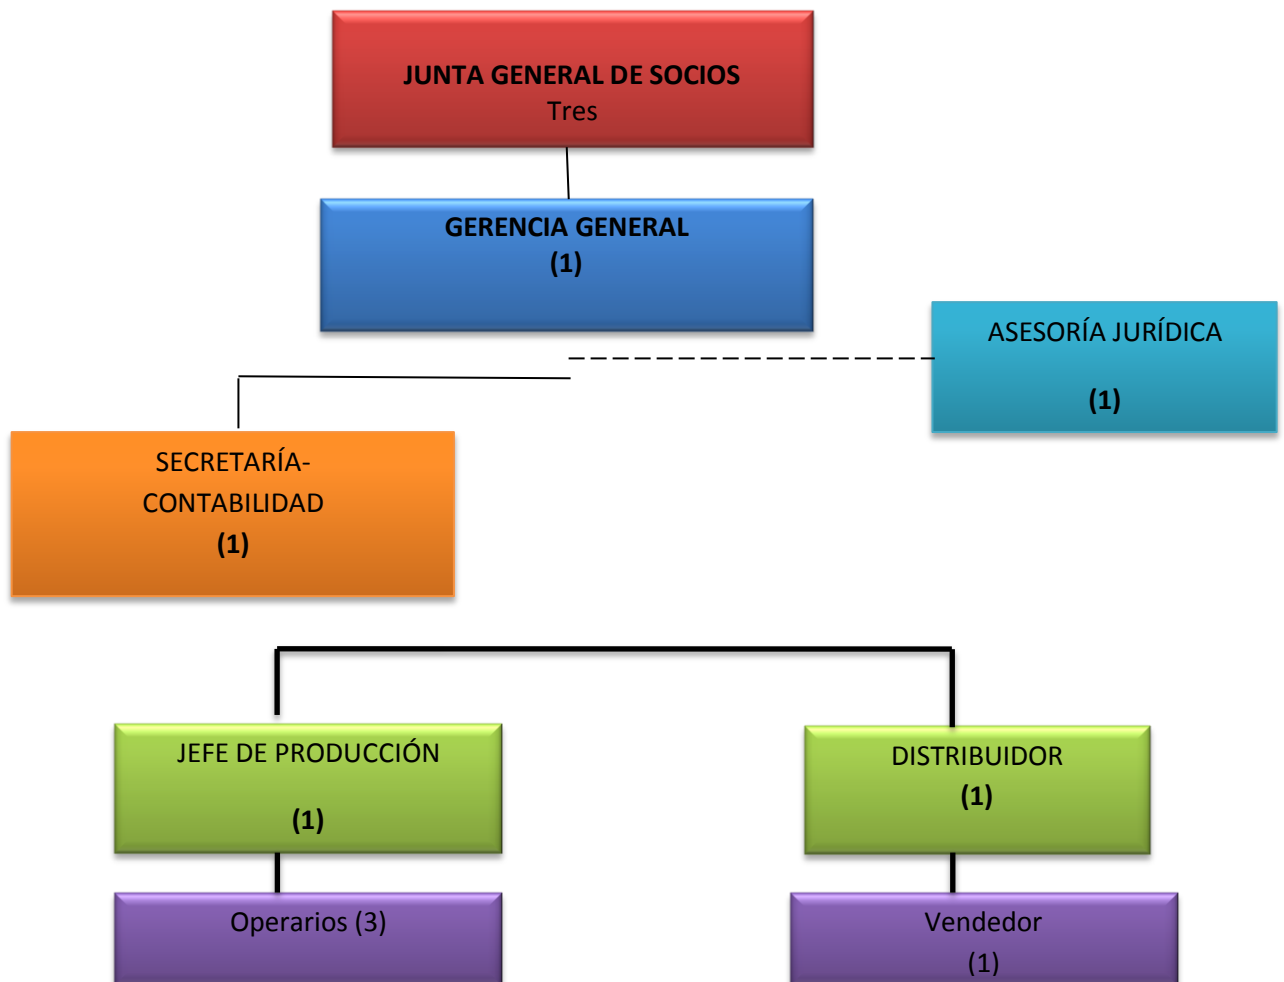 JUNTA GENERAL DE SOCIOS
Tres
GERENCIA GENERAL
(1)
ASESORÍA JURÍDICA
(1)
SECRETARÍA-
CONTABILIDAD
(1)
JEFE DE PRODUCCIÓN
(1)
DISTRIBUIDOR
(1)
Operarios (3)
Vendedor
(1)